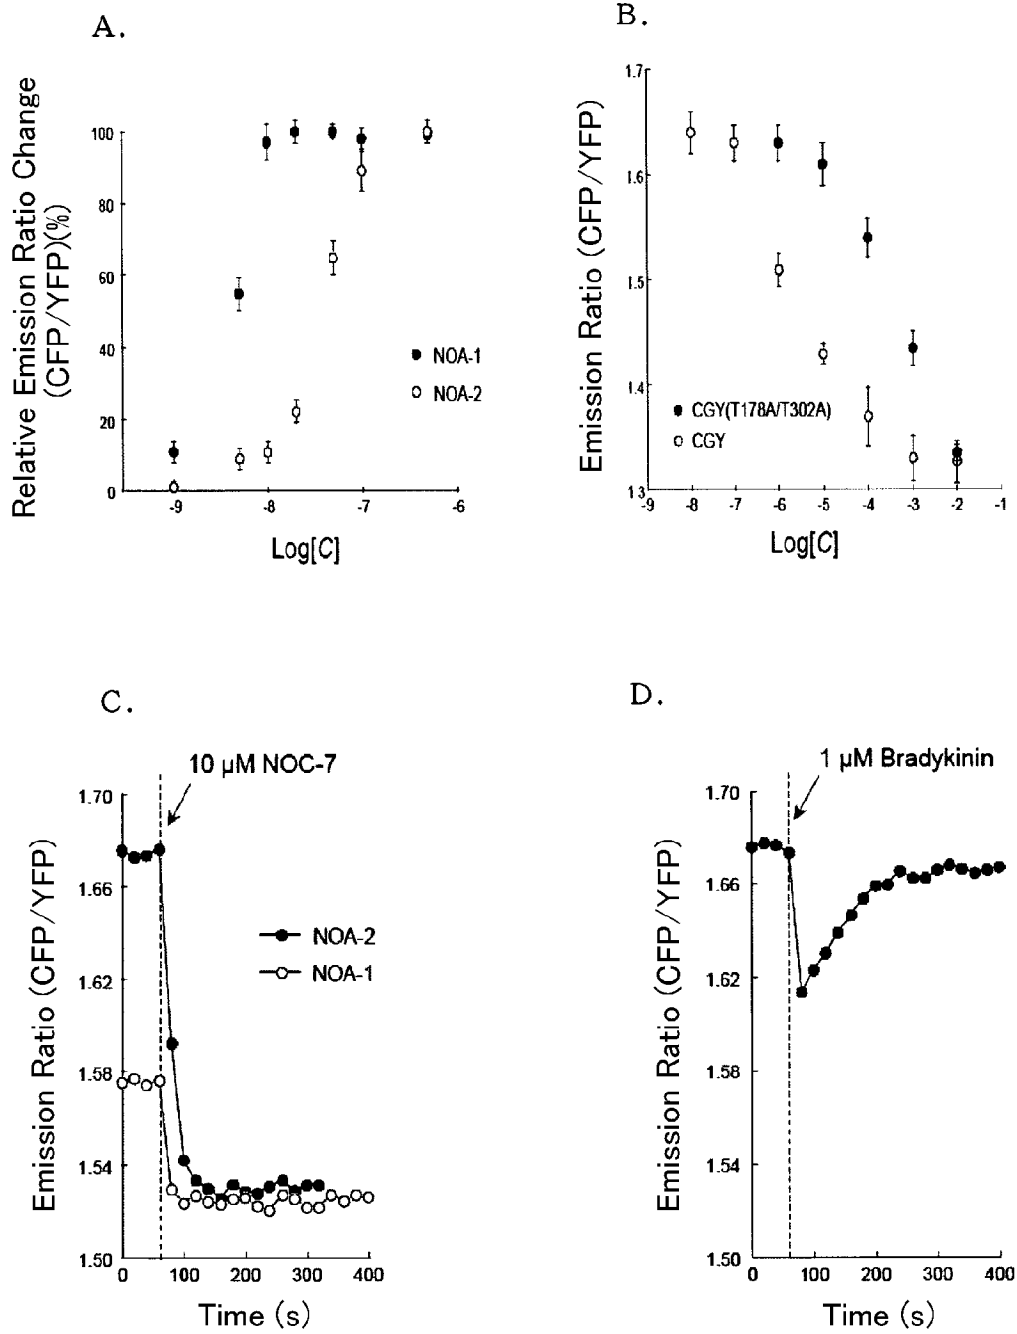 A.
Relative Emission Ratio Change
(CFP/YFP)(%)
100
80
60
40
20
0
-9
-8
-7
-6
Log[C]
NOA-1
NOA-2
B.
Emission Ratio (CFP/YFP)
1.7
1.6
1.5
1.4
13
-9
-8
-7
-6
-5
-4
-3
-2
-1
Log[C]
CGY(T178A/T302A)
CGY
C.
10 μM NOC-7
Emission Ratio (CFP/YFP)
1.70
1.66
1.62
1.58
1.54
1.50
0
100
200
300
400
Time (s)
NOA-2
NOA-1
D.
1 μM Bradykinin
Emission Ratio (CFP/YFP)
1.70
1.66
1.62
1.58
1.54
1.50
0
100
200
300
400
Time (s)